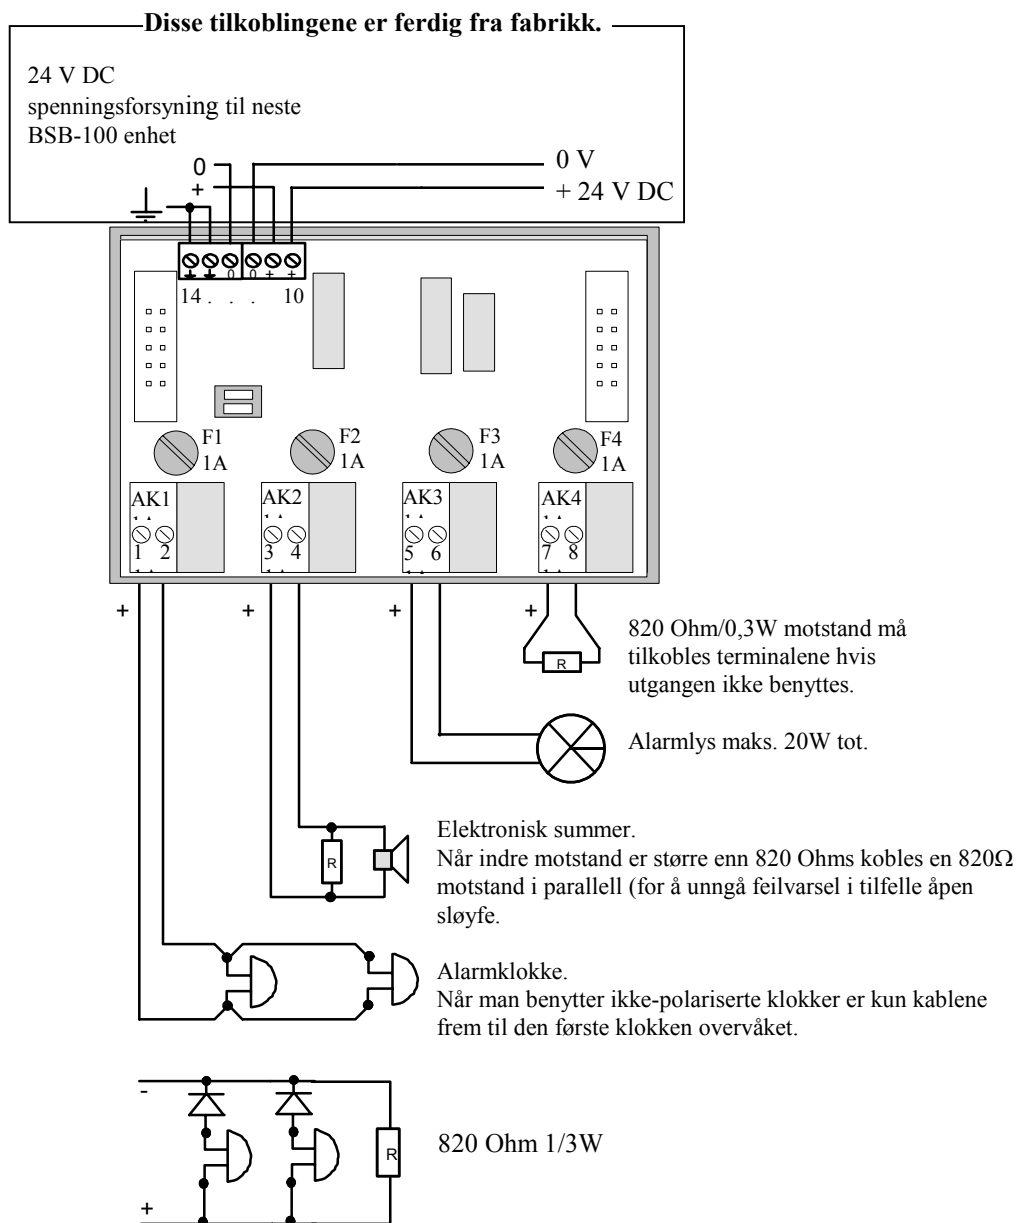 Disse tilkoblingene er ferdig fra fabrikk.
24 V DC
spenningsforsyning til neste
BSB-100 enhet
0
+
0 V
+ 24 V DC
0 0 + +
14 . . . 10
F1
1A
F2
1A
F3
1A
F4
1A
AK1
AK2
AK3
AK4
1 2
3 4
5 6
7 8
+
+
+
+
820 Ohm/0,3W motstand må
tilkobles terminalene hvis
utgangen ikke benyttes.
R
Alarmlys maks. 20W tot.
Elektronisk summer.
Når indre motstand er større enn 820 Ohms kobles en 820Ω
motstand i parallell (for å unngå feilvarsel i tilfelle åpen
sløyfe.
R
Alarmklokke.
Når man benytter ikke-polariserte klokker er kun kablene
frem til den første klokken overvåket.
-
820 Ohm 1/3W
R
+